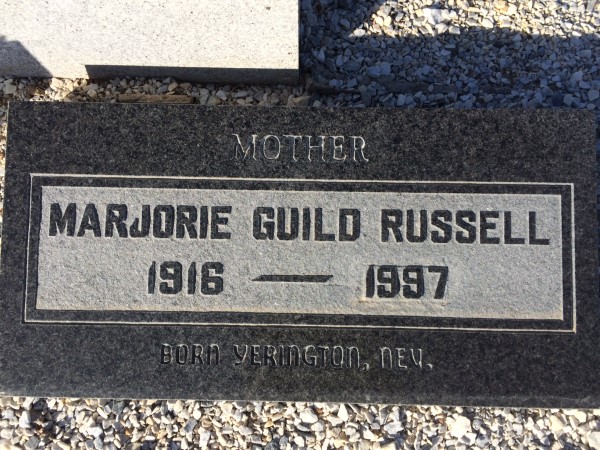 MOTHER
MARJORIE GUILD RUSSELL
1916 — 1997
BORN YERINGTON, NEV.